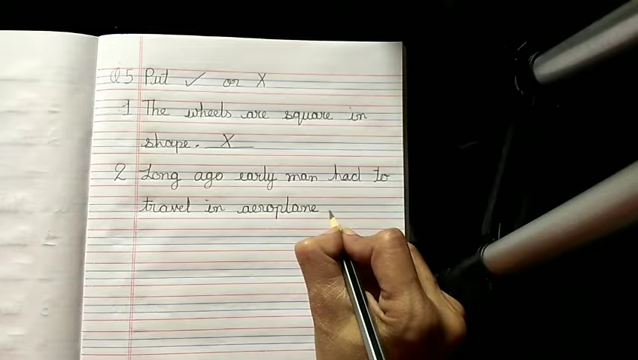 Q5 Put ✓ or X
1 The wheels are square in
shape. X
2 Long ago early man had to
travel in aeroplane